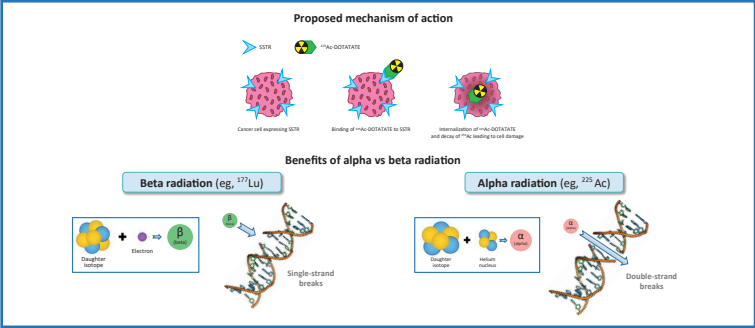 Proposed mechanism of action
SSTR
²²⁵Ac-DOTATATE
Cancer cell expressing SSTR
Binding of ²²⁵Ac-DOTATATE to SSTR
Internalization of ²²⁵Ac-DOTATATE
and decay of ²²⁵Ac leading to cell damage
Benefits of alpha vs beta radiation
Beta radiation (eg, ¹⁷⁷Lu)
Alpha radiation (eg, ²²⁵Ac)
Daughter
isotope
+
Electron
⇨
β
(beta)
β
Single-strand
breaks
Daughter
isotope
+
Helium
nucleus
⇨
α
(alpha)
α
Double-strand
breaks